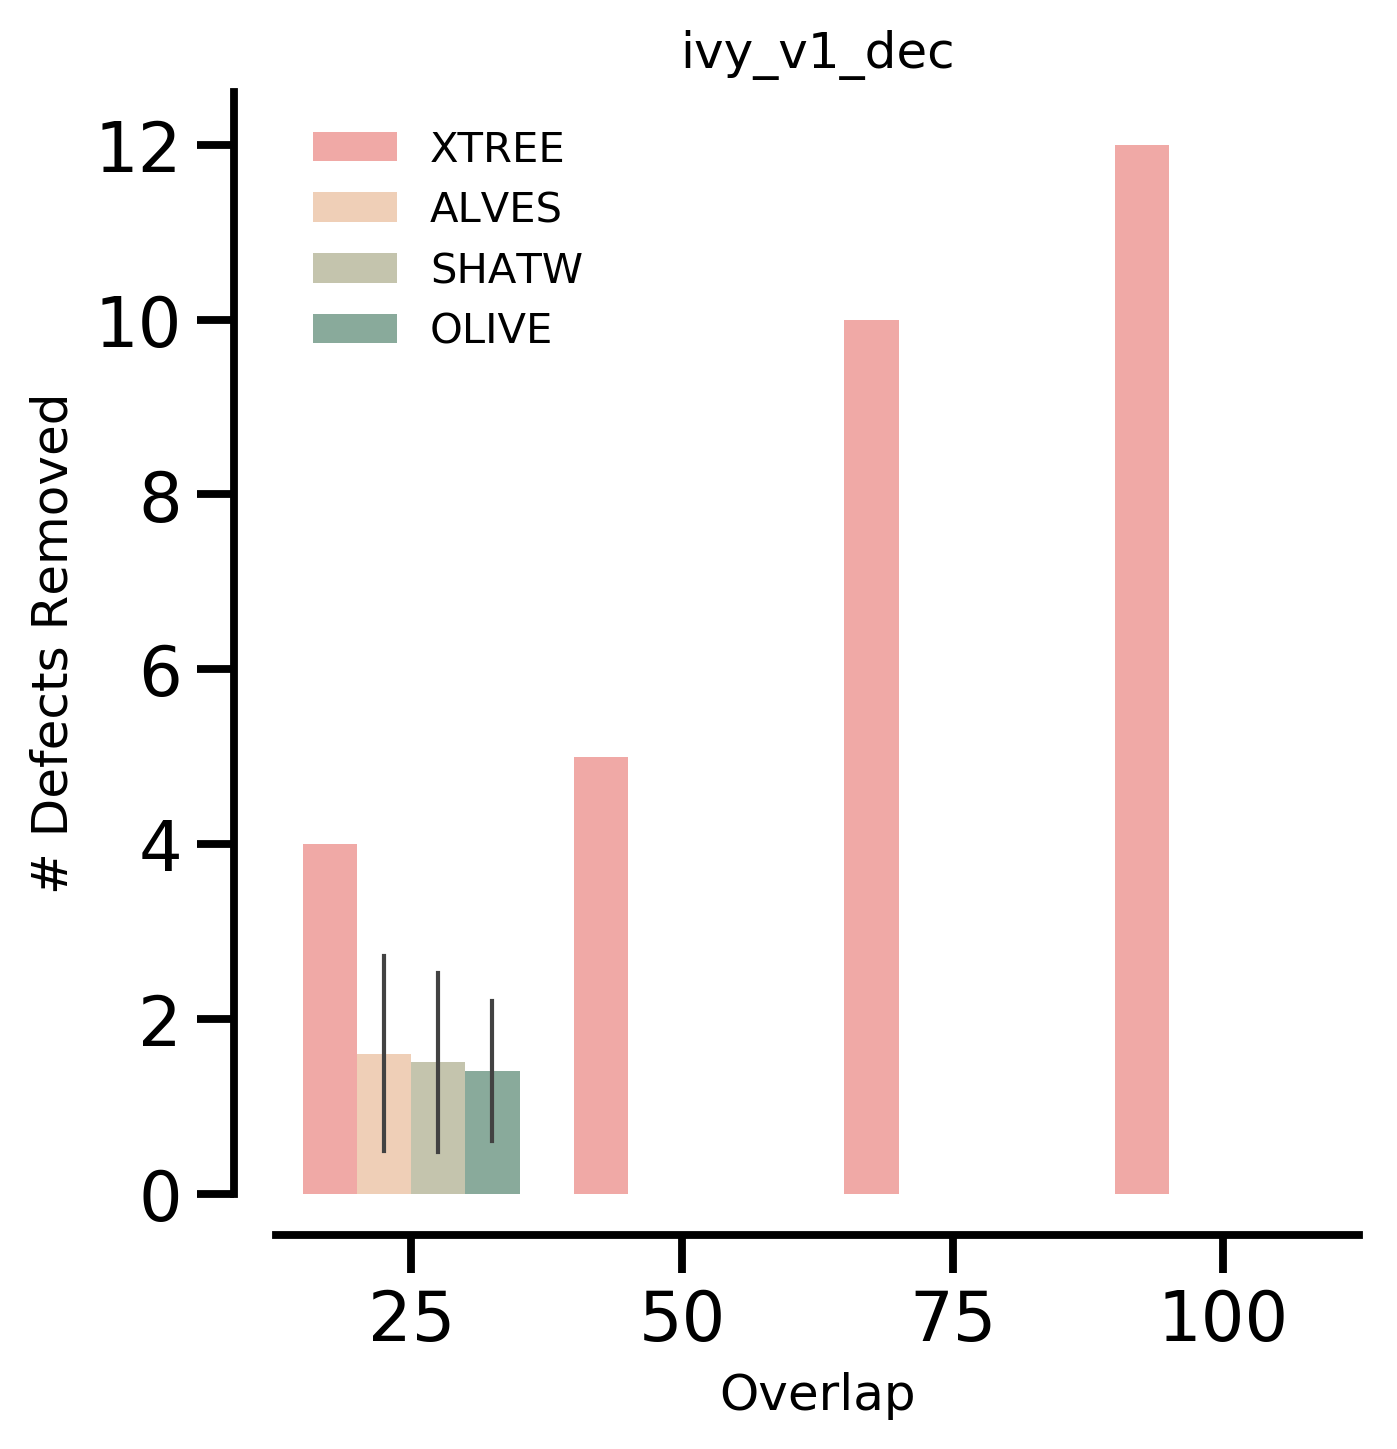 ivy_v1_dec
XTREE
ALVES
SHATW
OLIVE
# Defects Removed
12
10
8
6
4
2
0
25 50 75 100
Overlap